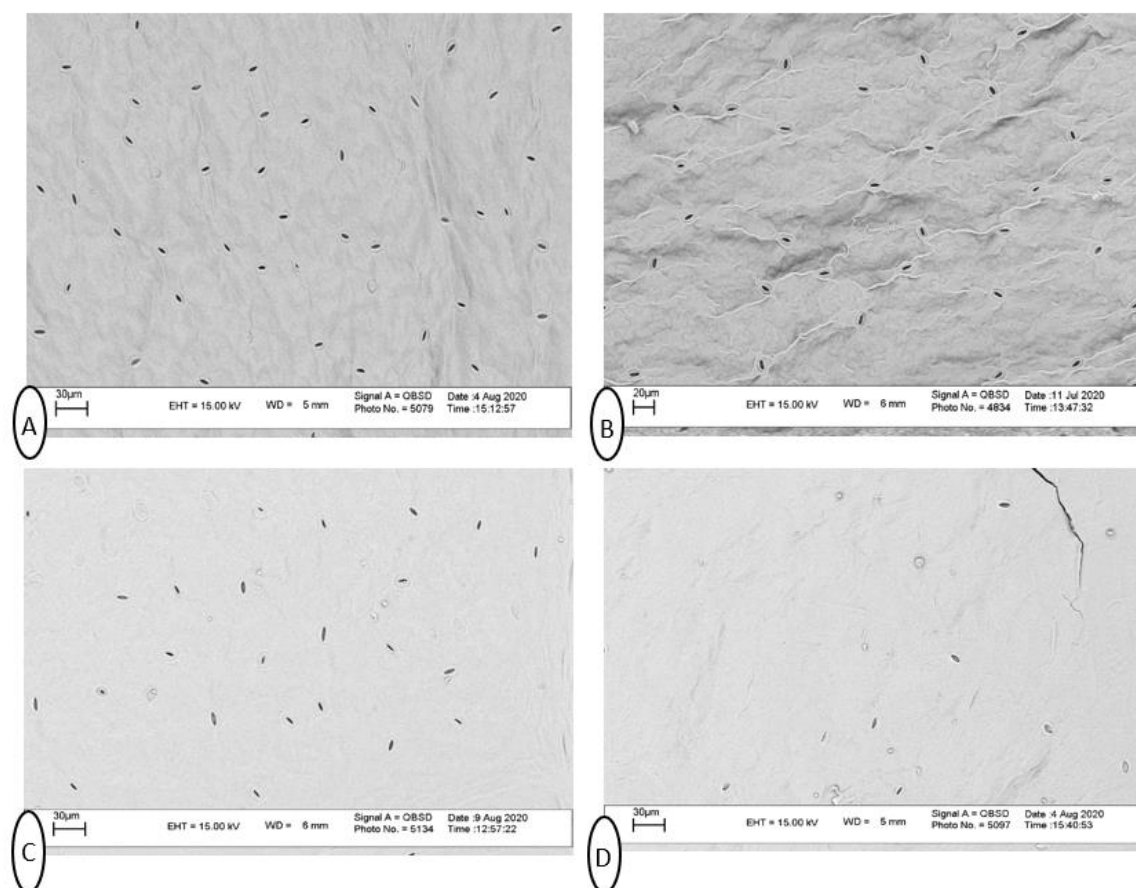 30µm
EHT = 15.00 kV
WD = 5 mm
Signal A = QBSD
Date :4 Aug 2020
Photo No. = 5079
Time :15:12:57
A
20µm
EHT = 15.00 kV
WD = 6 mm
Signal A = QBSD
Date :11 Jul 2020
Photo No. = 4834
Time :13:47:32
B
30µm
EHT = 15.00 kV
WD = 6 mm
Signal A = QBSD
Date :9 Aug 2020
Photo No. = 5134
Time :12:57:22
C
30µm
EHT = 15.00 kV
WD = 5 mm
Signal A = QBSD
Date :4 Aug 2020
Photo No. = 5097
Time :15:40:53
D